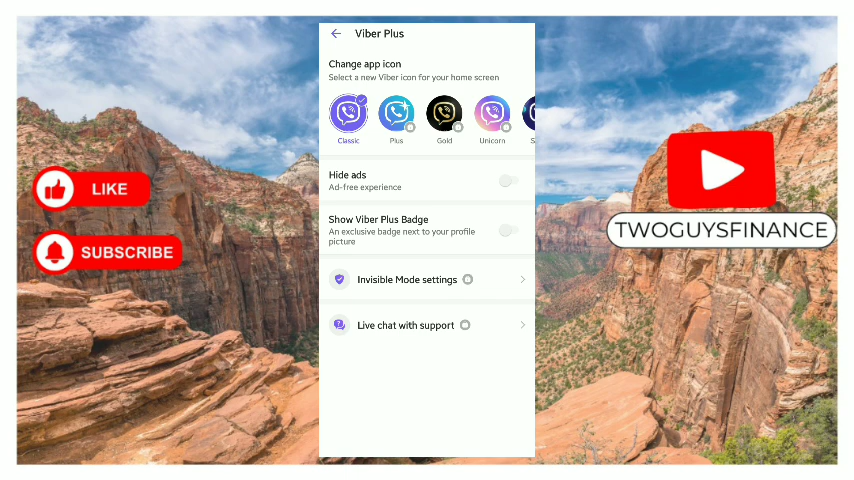 Viber Plus
Change app icon
Select a new Viber icon for your home screen
Classic
Plus
Gold
Unicorn
Hide ads
Ad-free experience
Show Viber Plus Badge
An exclusive badge next to your profile
picture
Invisible Mode settings
Live chat with support
LIKE
SUBSCRIBE
TWOGUYSFINANCE